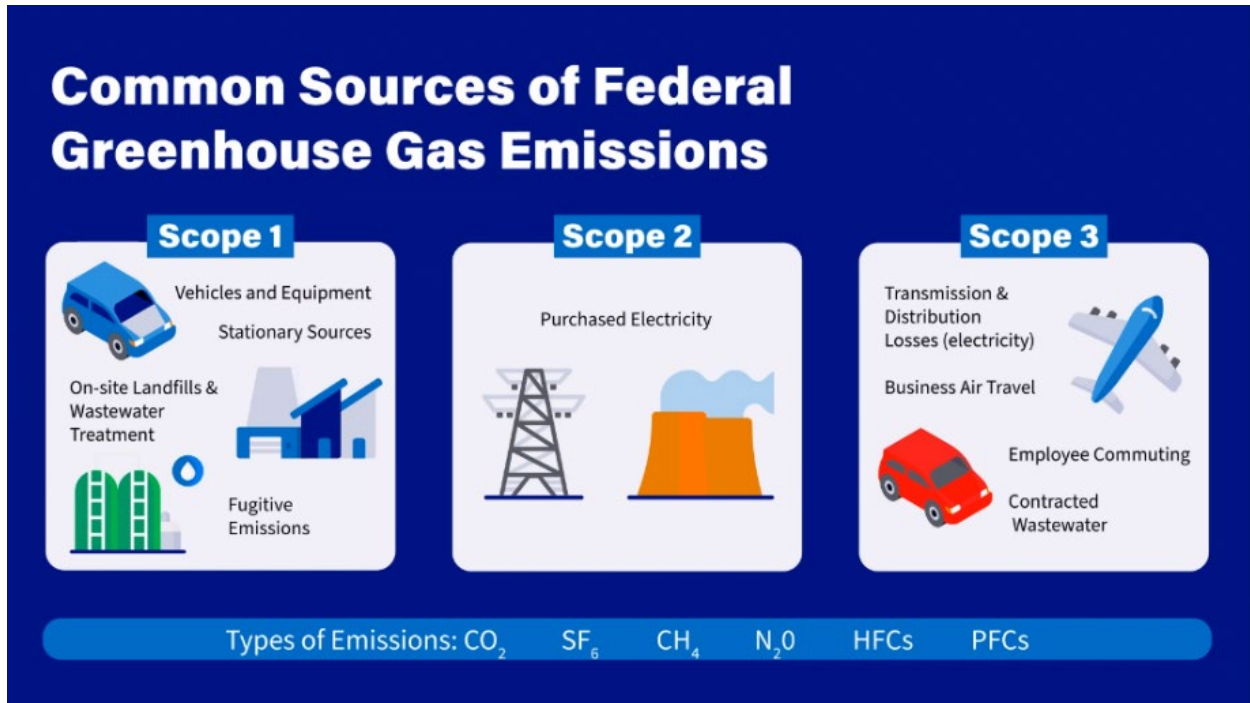 Common Sources of Federal
Greenhouse Gas Emissions
Scope 1
Vehicles and Equipment
Stationary Sources
On-site Landfills &
Wastewater
Treatment
Fugitive
Emissions
Scope 2
Purchased Electricity
Scope 3
Transmission &
Distribution
Losses (electricity)
Business Air Travel
Employee Commuting
Contracted
Wastewater
Types of Emissions: CO₂ SF₆ CH₄ N₂0 HFCs PFCs